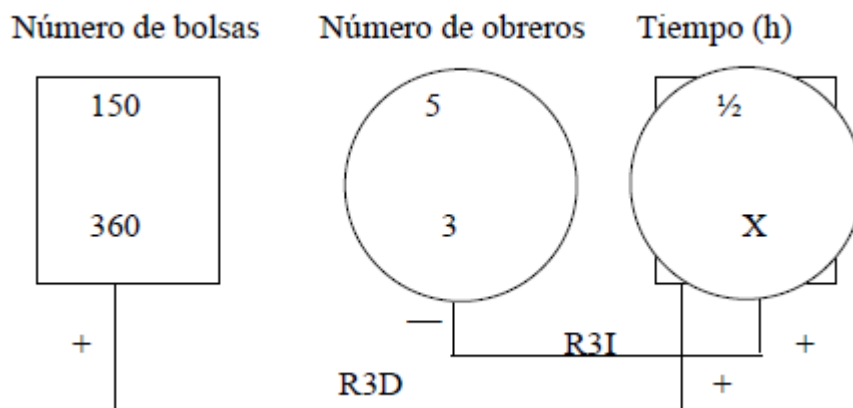 Número de bolsas Número de obreros Tiempo (h)
150 5 ½
360 3 X
+ — R3I +
R3D +